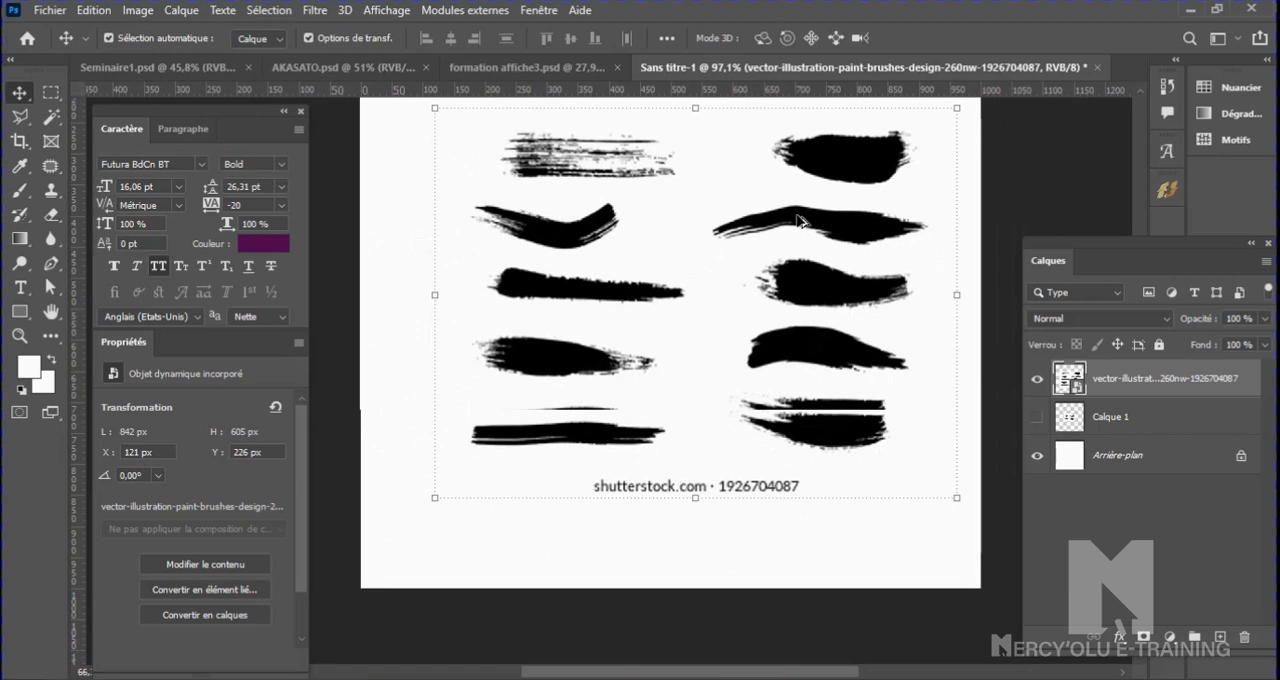 Ps Fichier Edition Image Calque Texte Sélection Filtre 3D Affichage Modules externes Fenêtre Aide
Sélection automatique : Calque Options de transf. Mode 3D :
Seminaire1.psd @ 45,8% (RVB... AKASATO.psd @ 51% (RVB/... formation affiche3.psd @ 27,9... Sans titre-1 @ 97,1% (vector-illustration-paint-brushes-design-260nw-1926704087, RVB/8) *
Caractère Paragraphe
Futura BdCn BT Bold
16,06 pt 26,31 pt
Métrique -20
100 % 100 %
0 pt Couleur :
Anglais (Etats-Unis) Nette
Propriétés
Objet dynamique incorporé
Transformation
L : 842 px H : 605 px
X : 121 px Y : 226 px
0,00°
vector-illustration-paint-brushes-design-2...
Ne pas appliquer la composition de c...
Modifier le contenu
Convertir en élément lié...
Convertir en calques
shutterstock.com · 1926704087
Nuancier
Dégrad...
Motifs
Calques
Type
Normal Opacité : 100 %
Verrou : Fond : 100 %
vector-illustrat...260nw-1926704087
Calque 1
Arrière-plan
MERCY'OLU E-TRAINING